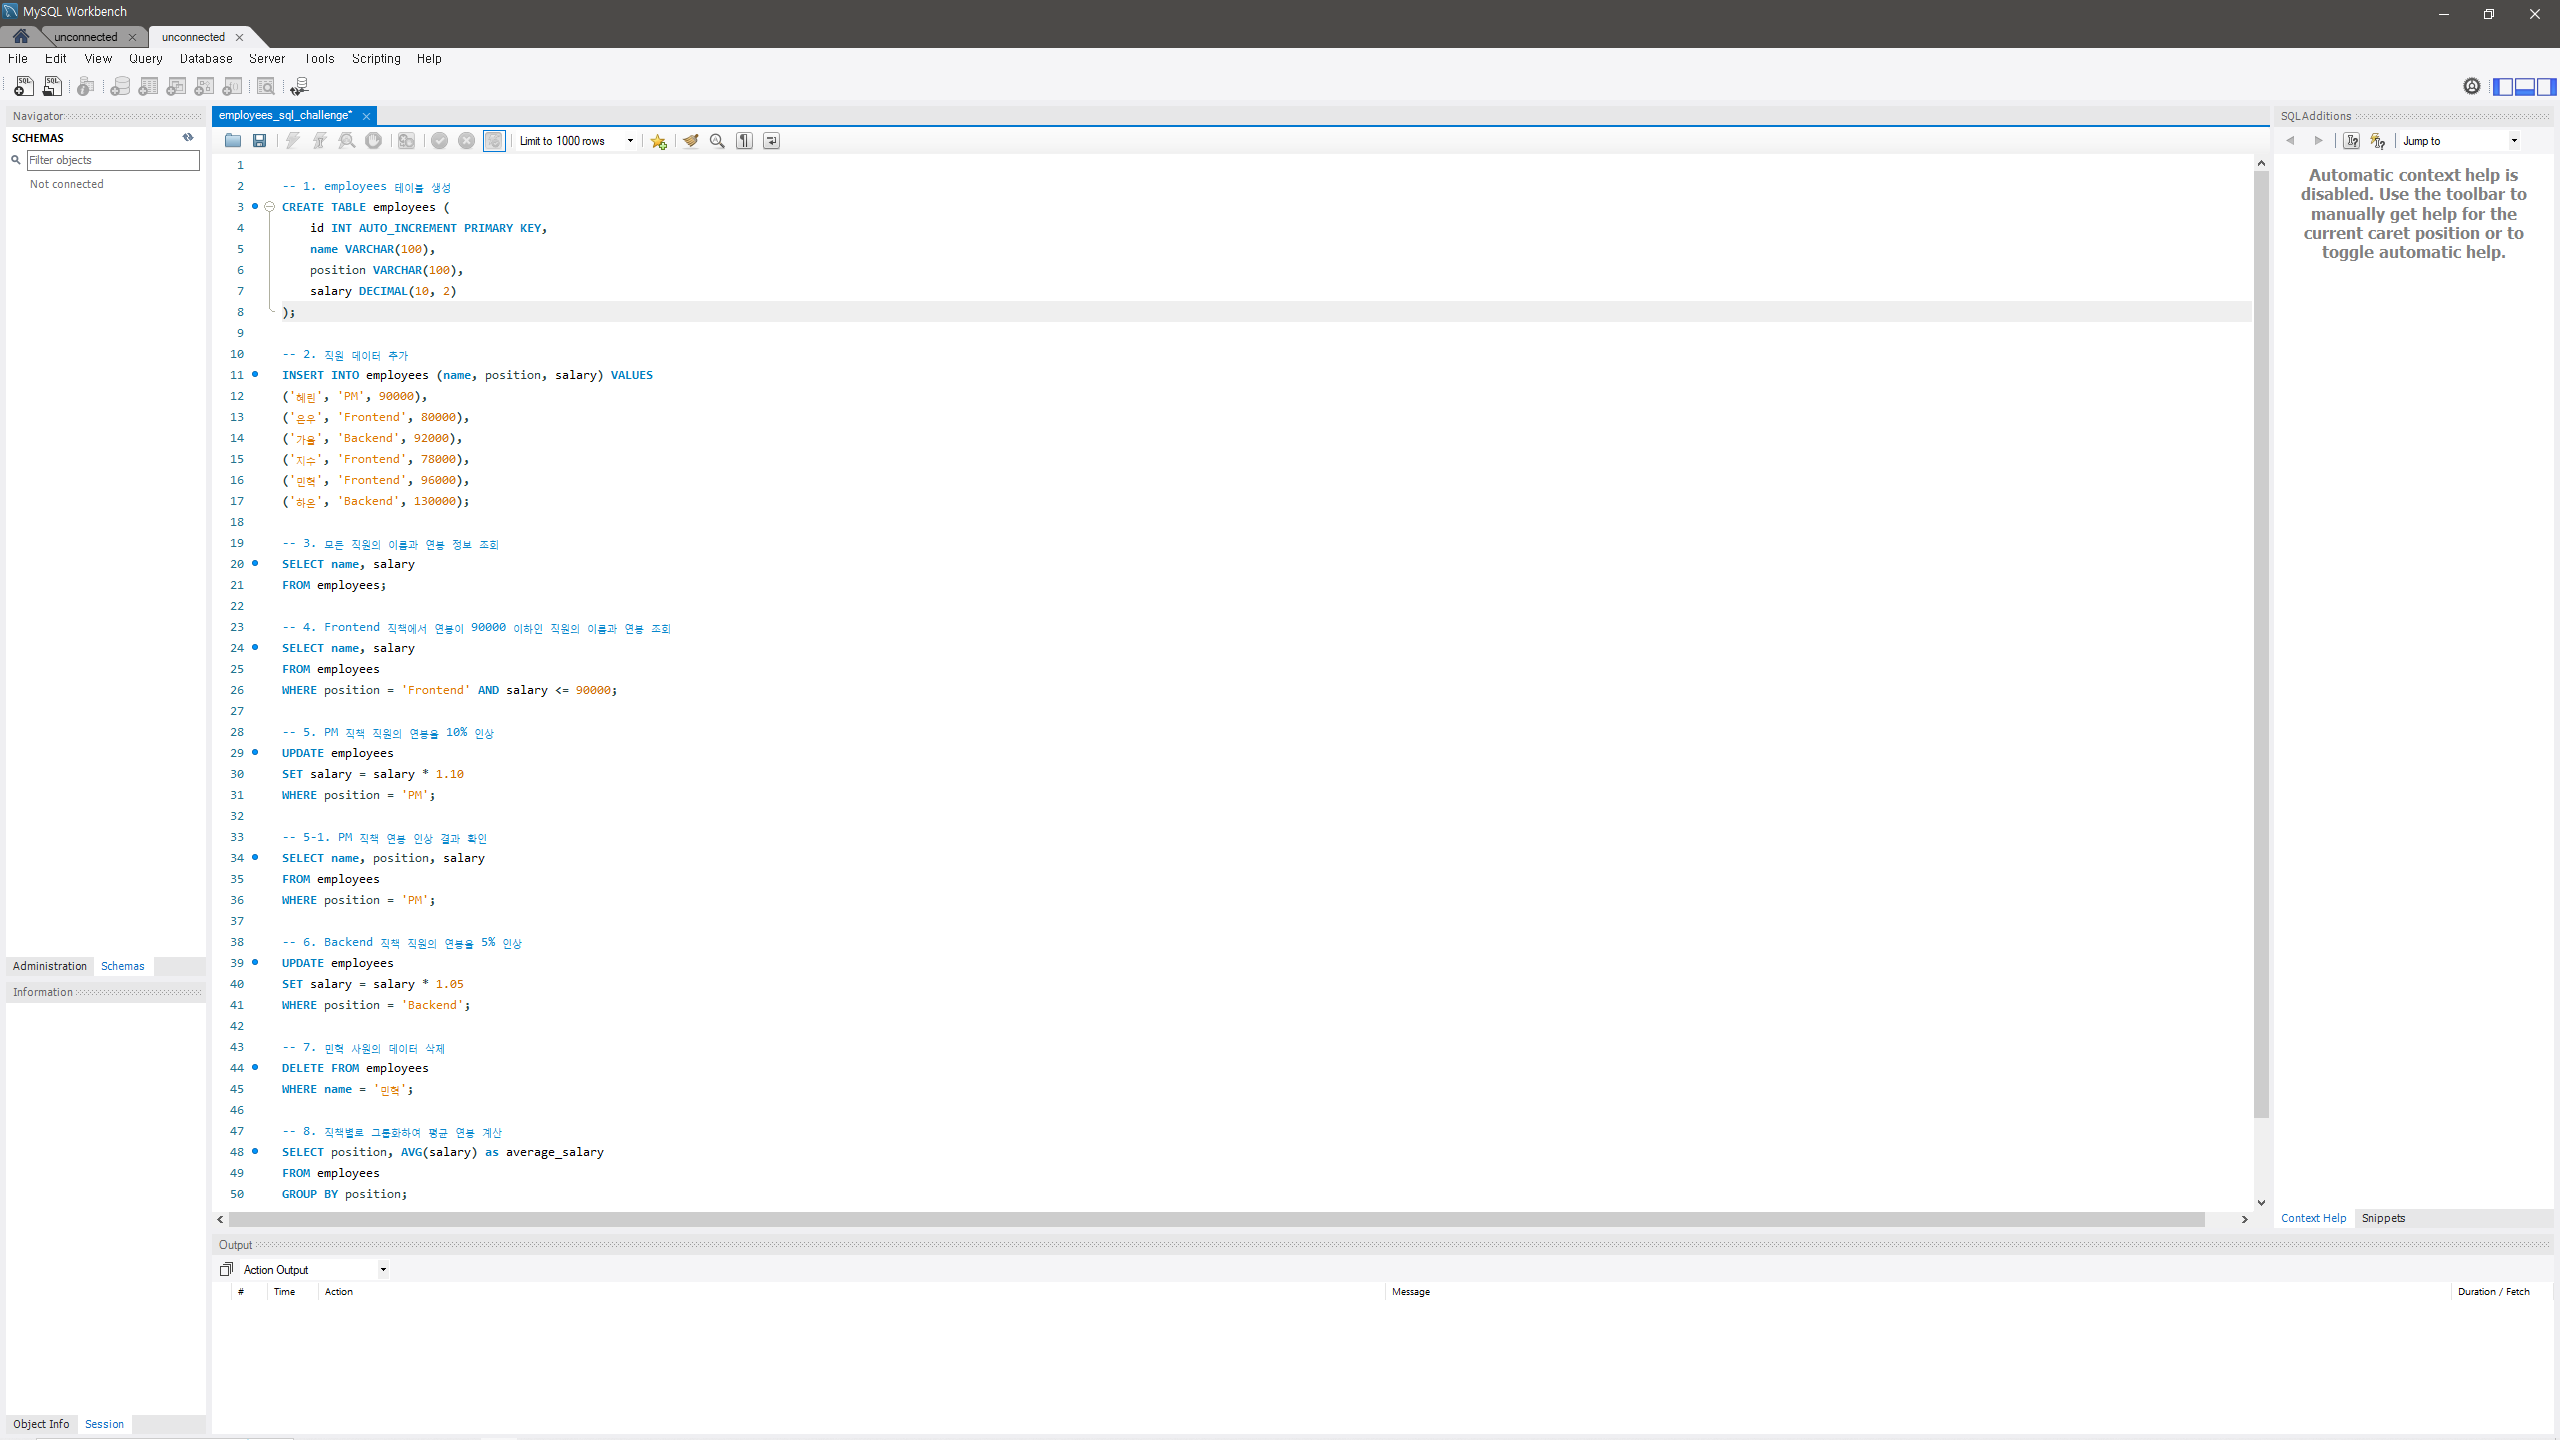 MySQL Workbench
unconnected
unconnected
File Edit View Query Database Server Tools Scripting Help
Navigator
SCHEMAS
Filter objects
Not connected
Administration Schemas
Information
Object Info Session
employees_sql_challenge*
Limit to 1000 rows
1
2 -- 1. employees 테이블 생성
3 CREATE TABLE employees (
4 id INT AUTO_INCREMENT PRIMARY KEY,
5 name VARCHAR(100),
6 position VARCHAR(100),
7 salary DECIMAL(10, 2)
8 );
9
10 -- 2. 직원 데이터 추가
11 INSERT INTO employees (name, position, salary) VALUES
12 ('혜린', 'PM', 90000),
13 ('은우', 'Frontend', 80000),
14 ('가을', 'Backend', 92000),
15 ('지수', 'Frontend', 78000),
16 ('민혁', 'Frontend', 96000),
17 ('하온', 'Backend', 130000);
18
19 -- 3. 모든 직원의 이름과 연봉 정보 조회
20 SELECT name, salary
21 FROM employees;
22
23 -- 4. Frontend 직책에서 연봉이 90000 이하인 직원의 이름과 연봉 조회
24 SELECT name, salary
25 FROM employees
26 WHERE position = 'Frontend' AND salary <= 90000;
27
28 -- 5. PM 직책 직원의 연봉을 10% 인상
29 UPDATE employees
30 SET salary = salary * 1.10
31 WHERE position = 'PM';
32
33 -- 5-1. PM 직책 연봉 인상 결과 확인
34 SELECT name, position, salary
35 FROM employees
36 WHERE position = 'PM';
37
38 -- 6. Backend 직책 직원의 연봉을 5% 인상
39 UPDATE employees
40 SET salary = salary * 1.05
41 WHERE position = 'Backend';
42
43 -- 7. 민혁 사원의 데이터 삭제
44 DELETE FROM employees
45 WHERE name = '민혁';
46
47 -- 8. 직책별로 그룹화하여 평균 연봉 계산
48 SELECT position, AVG(salary) as average_salary
49 FROM employees
50 GROUP BY position;
Output
Action Output
# Time Action Message Duration / Fetch
SQLAdditions
Jump to
Automatic context help is
disabled. Use the toolbar to
manually get help for the
current caret position or to
toggle automatic help.
Context Help Snippets